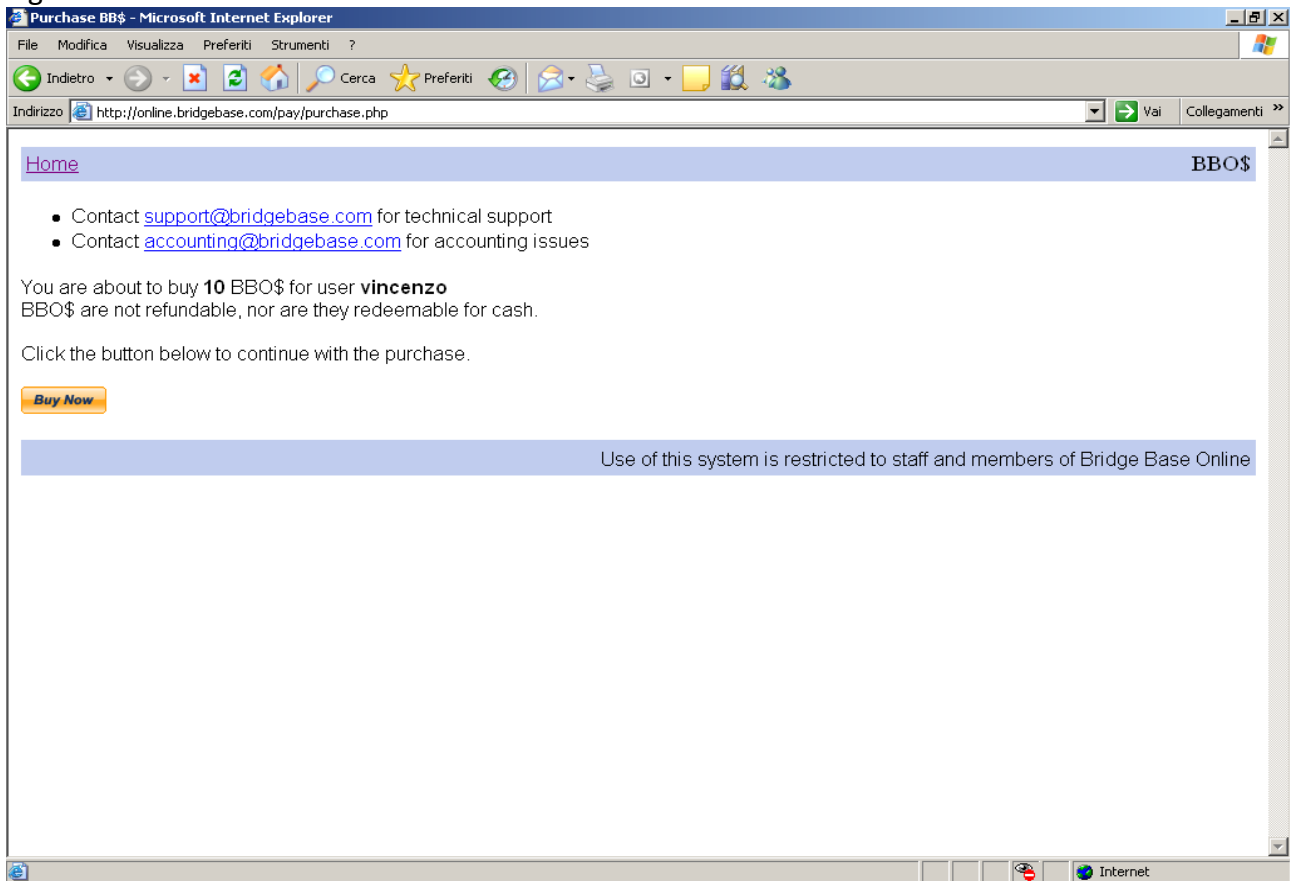 Purchase BB$ - Microsoft Internet Explorer
File Modifica Visualizza Preferiti Strumenti ?
Indietro Cerca Preferiti
Indirizzo http://online.bridgebase.com/pay/purchase.php Vai Collegamenti »
Home BBO$
• Contact support@bridgebase.com for technical support
• Contact accounting@bridgebase.com for accounting issues
You are about to buy 10 BBO$ for user vincenzo
BBO$ are not refundable, nor are they redeemable for cash.
Click the button below to continue with the purchase.
Buy Now
Use of this system is restricted to staff and members of Bridge Base Online
Internet